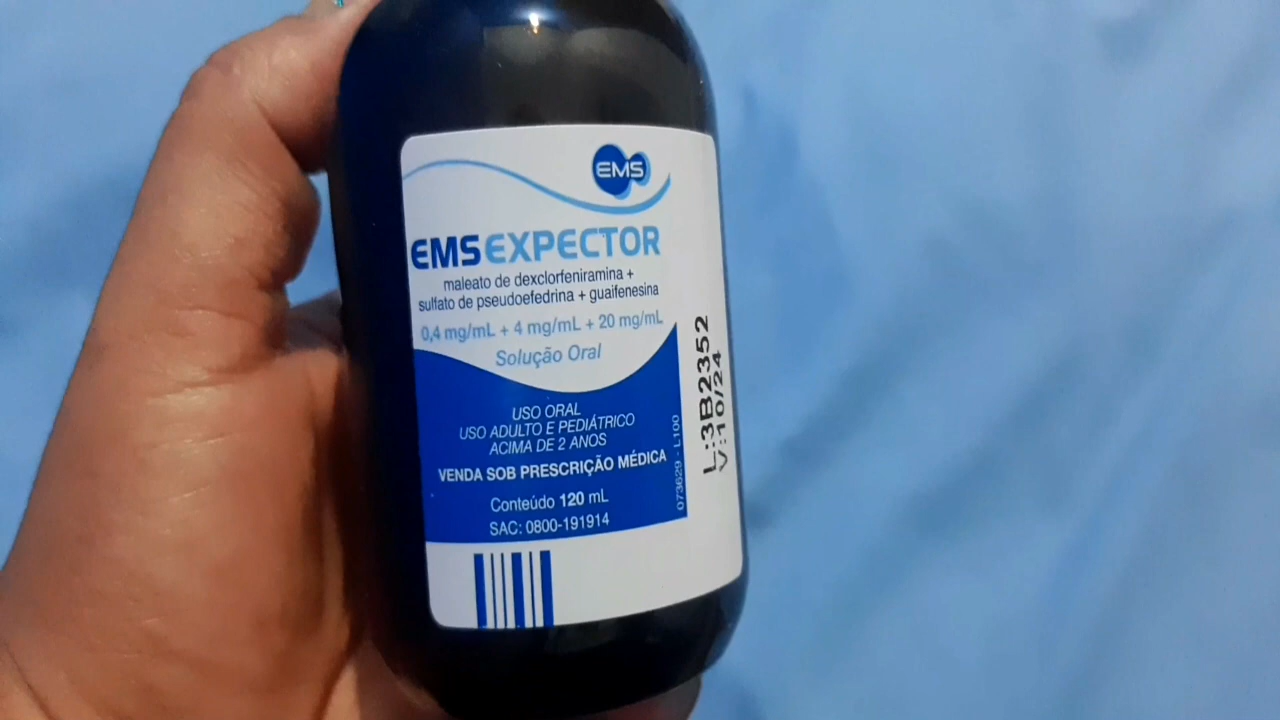 EMS
EMS EXPECTOR
maleato de dexclorfeniramina +
sulfato de pseudoefedrina + guaifenesina
0,4 mg/mL + 4 mg/mL + 20 mg/mL
Solução Oral
USO ORAL
USO ADULTO E PEDIÁTRICO
ACIMA DE 2 ANOS
VENDA SOB PRESCRIÇÃO MÉDICA
Conteúdo 120 mL
SAC: 0800-191914
073629 - L100
L:3B2352
V:10/24